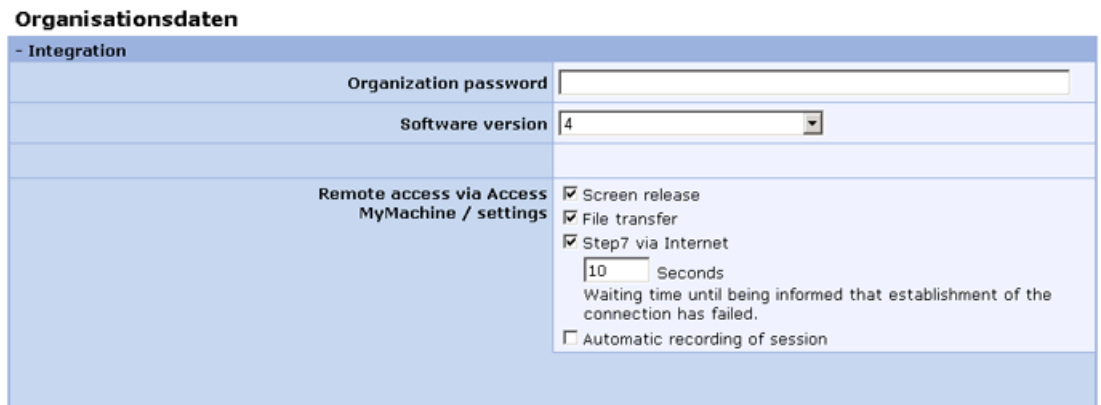 Organisationsdaten
- Integration
Organization password
Software version 4
Remote access via Access
MyMachine / settings
Screen release
File transfer
Step7 via Internet
10 Seconds
Waiting time until being informed that establishment of the
connection has failed.
Automatic recording of session